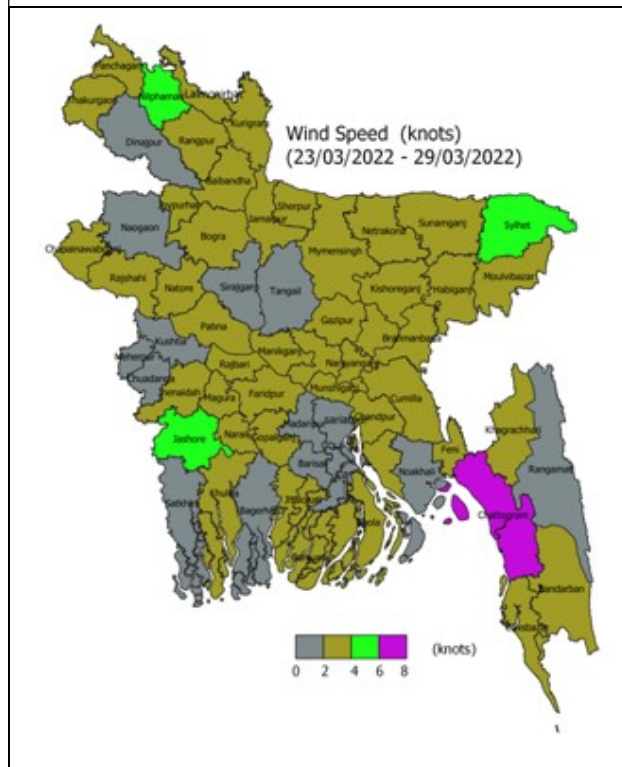 Panchagarh
Nilphamari
Lalmonirhat
Thakurgaon
Kurigram
Dinajpur
Rangpur
Wind Speed (knots)
(23/03/2022 - 29/03/2022)
Gaibandha
Joypurhat
Sherpur
Naogaon
Jamalpur
Netrakona
Sunamganj
Sylhet
Bogra
Mymensingh
Chapainawabganj
Rajshahi
Natore
Sirajganj
Tangail
Kishoreganj
Habiganj
Moulvibazar
Gazipur
Pabna
Brahmanbaria
Kushtia
Manikganj
Meherpur
Rajbari
Narayanganj
Chuadanga
Jhenaidah
Magura
Faridpur
Munshiganj
Cumilla
Chandpur
Khagrachhari
Jashore
Narail
Gopalganj
Madaripur
Shariatpur
Feni
Rangamati
Barisal
Noakhali
Satkhira
Khulna
Bagerhat
Bhola
Chattogram
Bandarban
(knots)
0 2 4 6 8